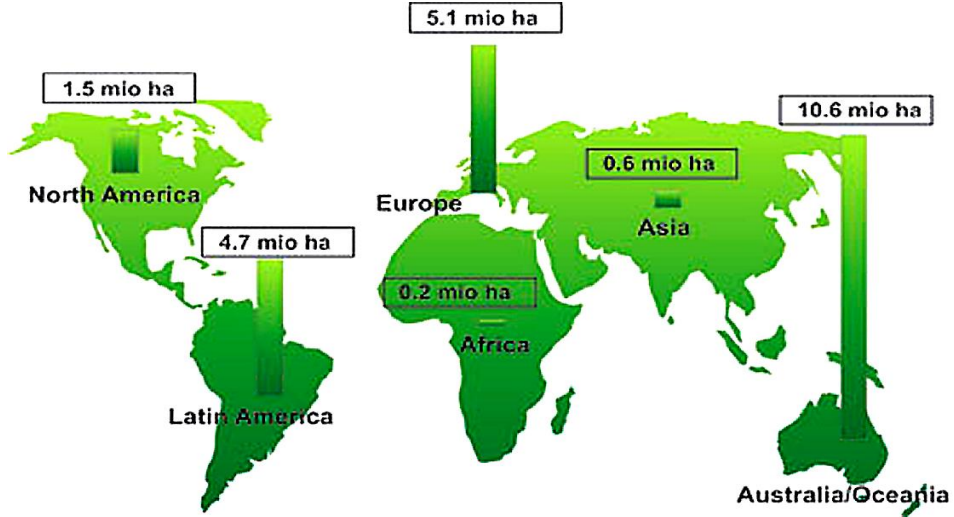 5.1 mio ha
1.5 mio ha
10.6 mio ha
0.6 mio ha
North America
Europe
Asia
4.7 mio ha
0.2 mio ha
Africa
Latin America
Australia/Oceania